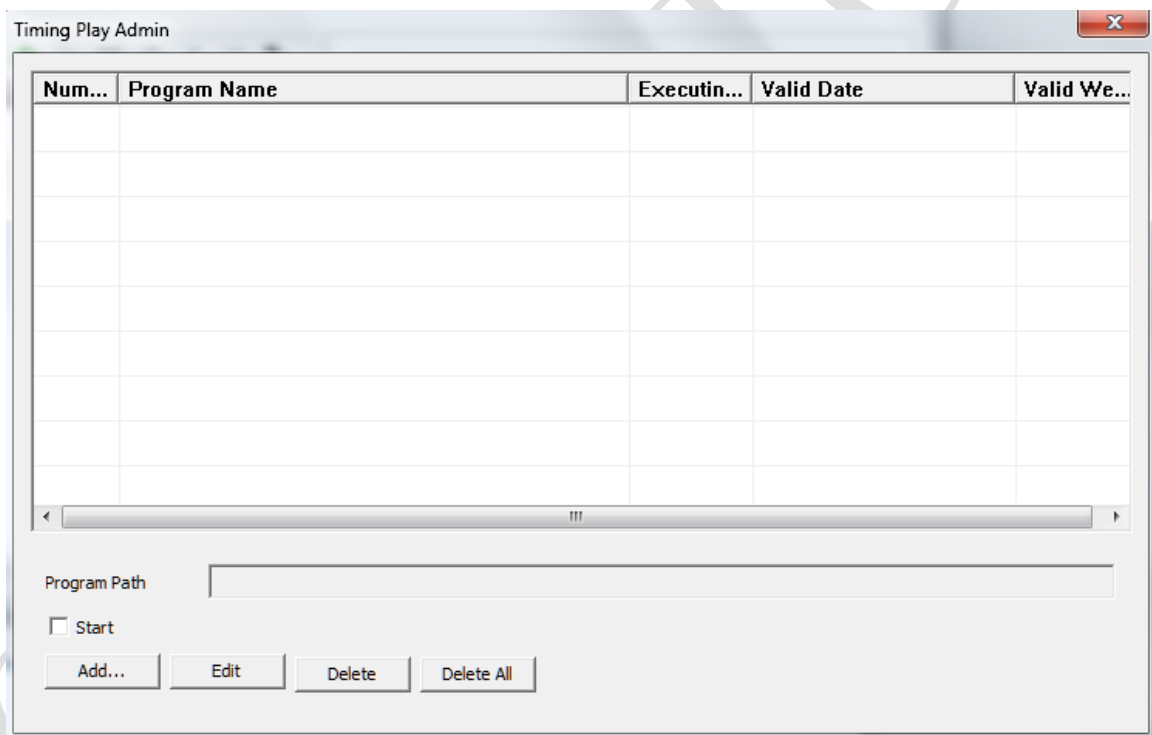 Timing Play Admin
Num... Program Name Executin... Valid Date Valid We...
Program Path
Start
Add... Edit Delete Delete All